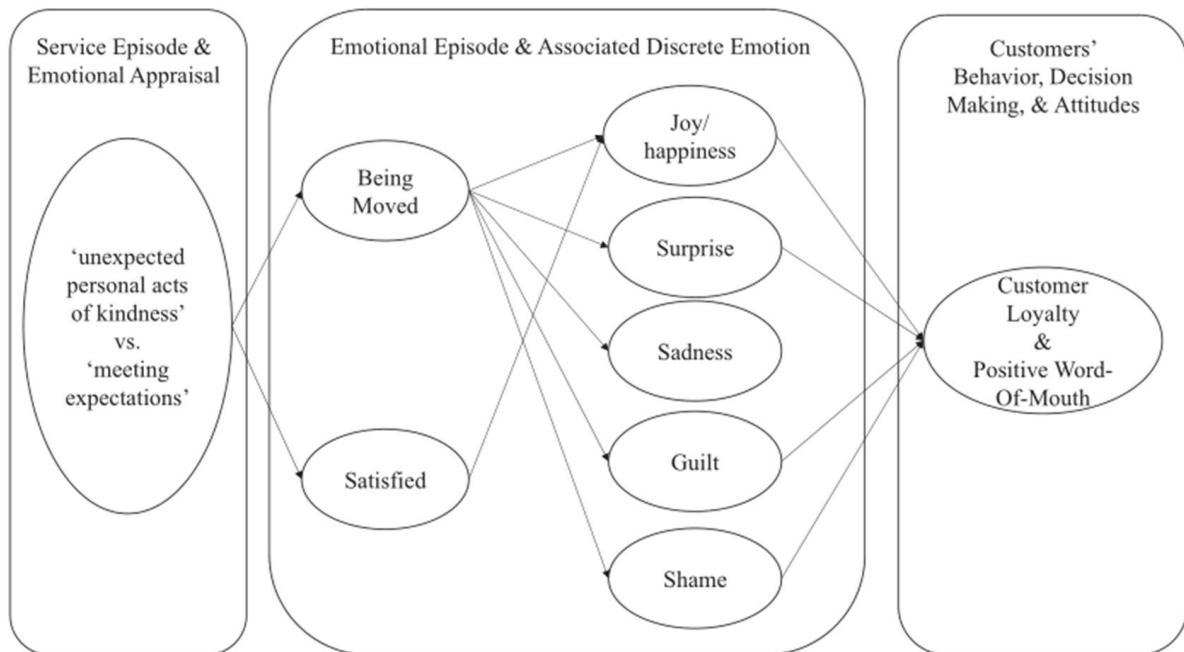 Service Episode &
Emotional Appraisal
‘unexpected
personal acts
of kindness’
vs.
‘meeting
expectations’
Emotional Episode & Associated Discrete Emotion
Being
Moved
Satisfied
Joy/
happiness
Surprise
Sadness
Guilt
Shame
Customers’
Behavior, Decision
Making, & Attitudes
Customer
Loyalty
&
Positive Word-
Of-Mouth